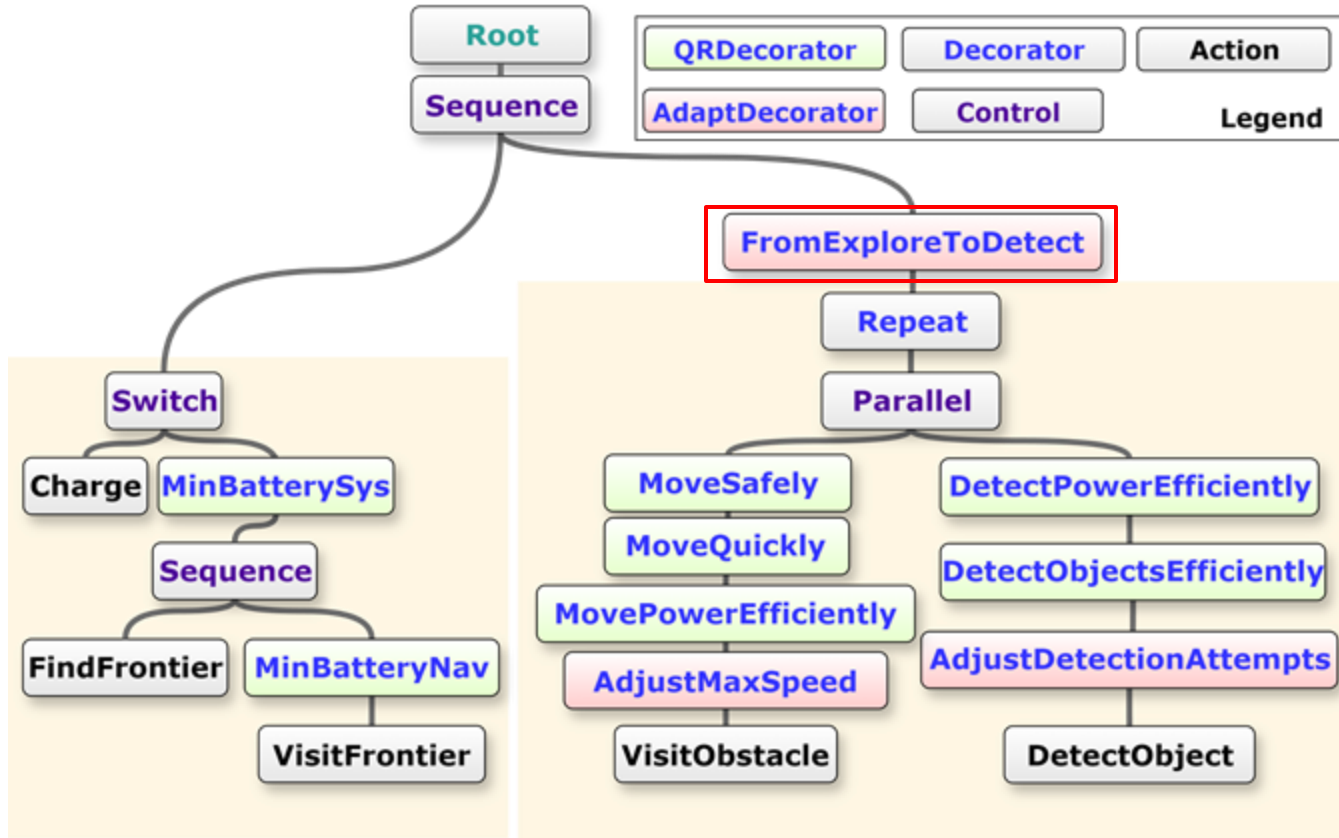 Root
Sequence
QRDecorator
Decorator
Action
AdaptDecorator
Control
Legend
FromExploreToDetect
Repeat
Parallel
Switch
Charge
MinBatterySys
Sequence
FindFrontier
MinBatteryNav
VisitFrontier
MoveSafely
MoveQuickly
MovePowerEfficiently
AdjustMaxSpeed
VisitObstacle
DetectPowerEfficiently
DetectObjectsEfficiently
AdjustDetectionAttempts
DetectObject